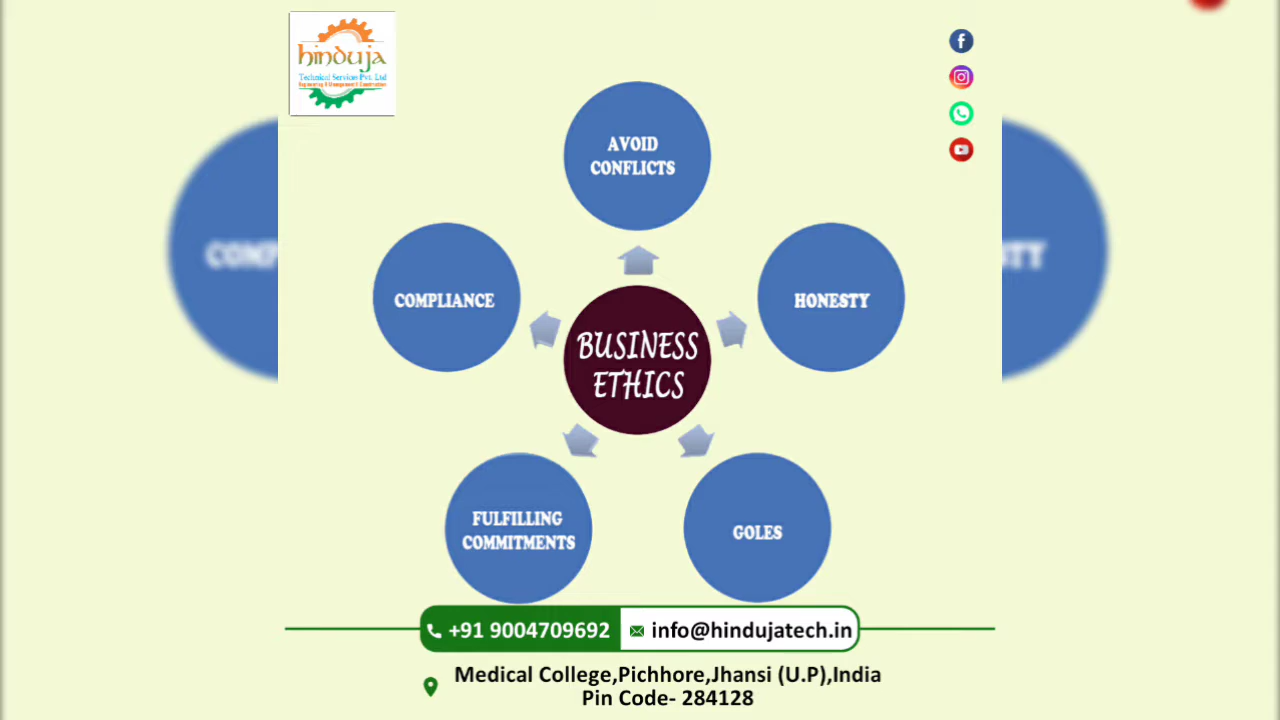 hinduja
Technical Services Pvt. Ltd
AVOID
CONFLICTS
COMPLIANCE
HONESTY
BUSINESS
ETHICS
FULFILLING
COMMITMENTS
GOLES
+91 9004709692
info@hindujatech.in
Medical College,Pichhore,Jhansi (U.P),India
Pin Code- 284128